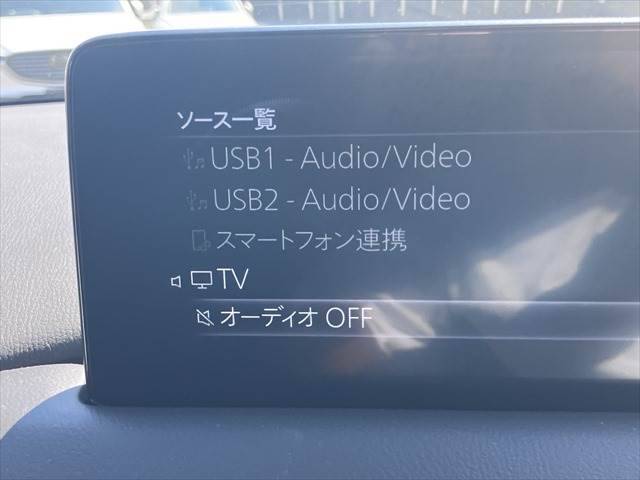 ソース一覧
USB1 - Audio/Video
USB2 - Audio/Video
スマートフォン連携
TV
オーディオ OFF